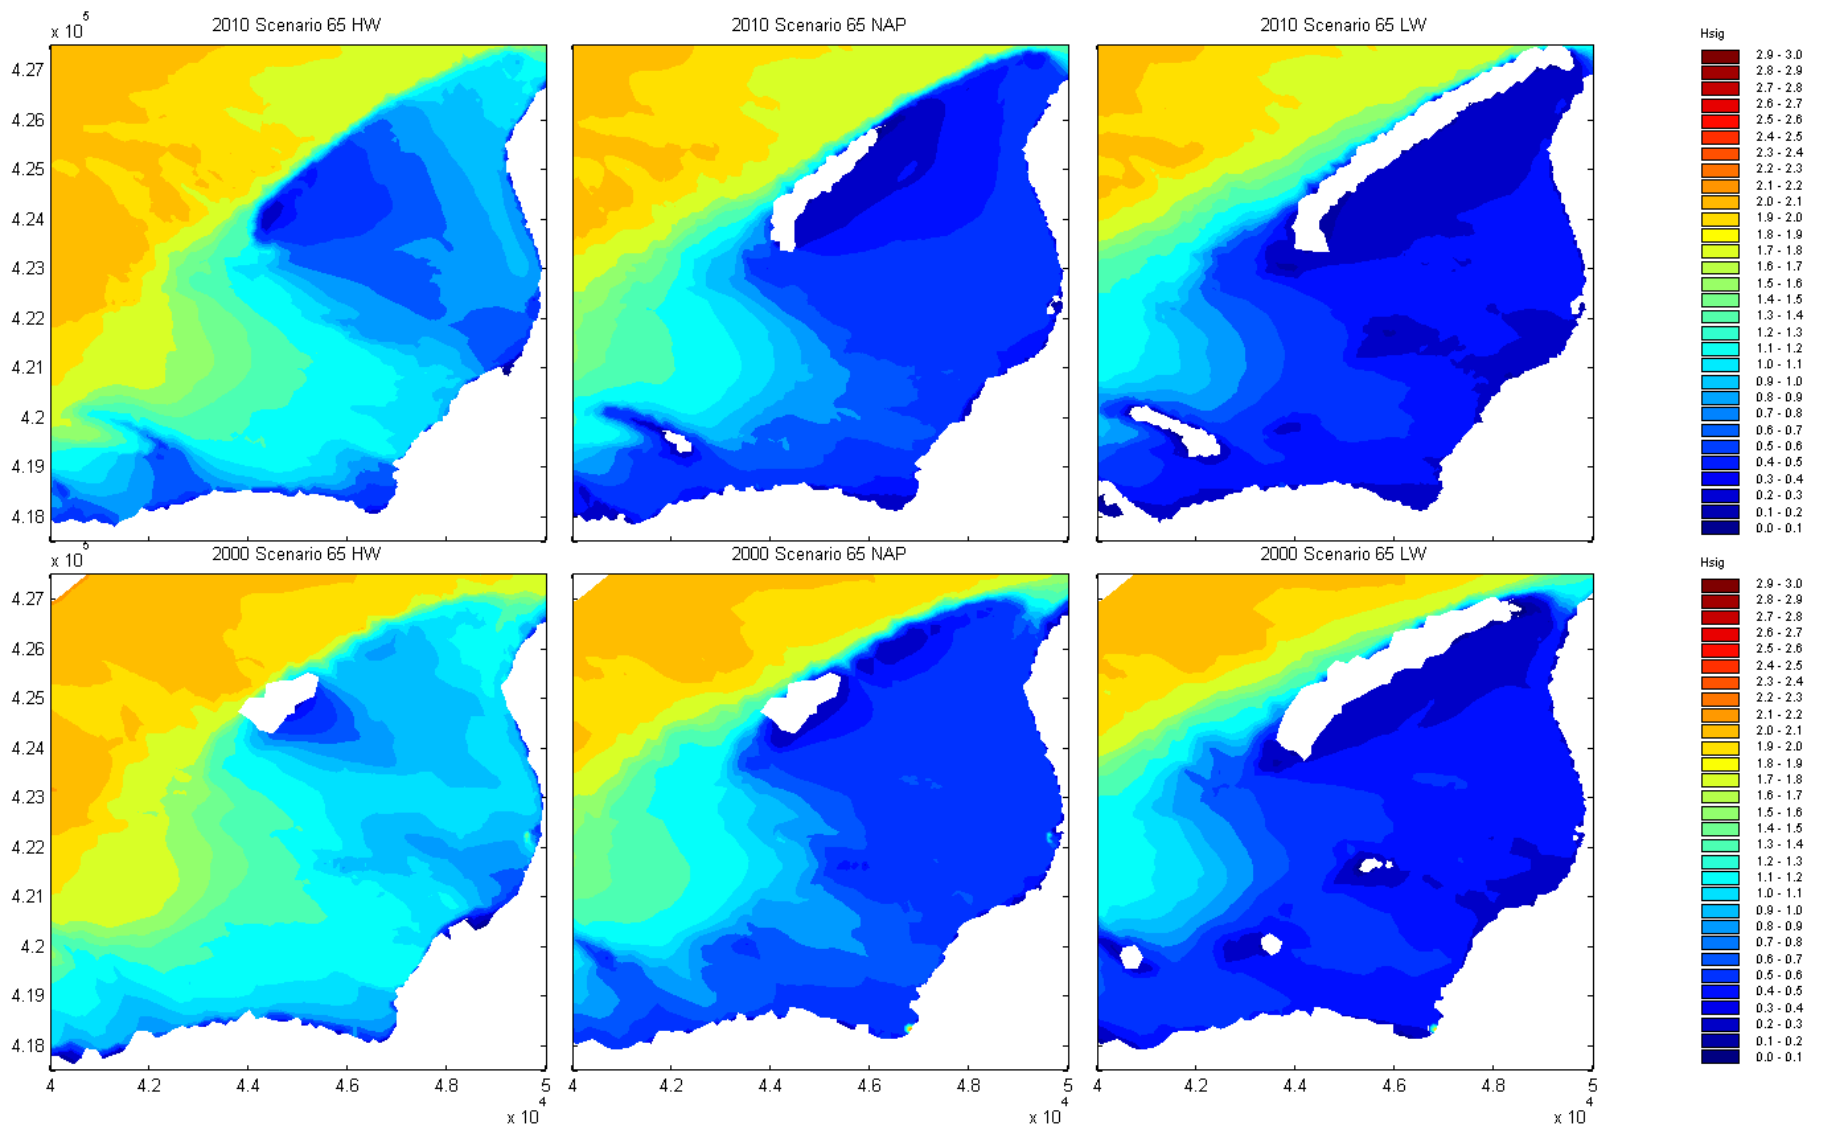 2010 Scenario 65 HW
2010 Scenario 65 NAP
2010 Scenario 65 LW
x 10 5
4.27
4.26
4.25
4.24
4.23
4.22
4.21
4.2
4.19
4.18
Hsig
2.9 - 3.0
2.8 - 2.9
2.7 - 2.8
2.6 - 2.7
2.5 - 2.6
2.4 - 2.5
2.3 - 2.4
2.2 - 2.3
2.1 - 2.2
2.0 - 2.1
1.9 - 2.0
1.8 - 1.9
1.7 - 1.8
1.6 - 1.7
1.5 - 1.6
1.4 - 1.5
1.3 - 1.4
1.2 - 1.3
1.1 - 1.2
1.0 - 1.1
0.9 - 1.0
0.8 - 0.9
0.7 - 0.8
0.6 - 0.7
0.5 - 0.6
0.4 - 0.5
0.3 - 0.4
0.2 - 0.3
0.1 - 0.2
0.0 - 0.1
2000 Scenario 65 HW
2000 Scenario 65 NAP
2000 Scenario 65 LW
x 10 5
4.27
4.26
4.25
4.24
4.23
4.22
4.21
4.2
4.19
4.18
4 4.2 4.4 4.6 4.8 5
x 10 4
4 4.2 4.4 4.6 4.8 5
x 10 4
4 4.2 4.4 4.6 4.8 5
x 10 4
Hsig
2.9 - 3.0
2.8 - 2.9
2.7 - 2.8
2.6 - 2.7
2.5 - 2.6
2.4 - 2.5
2.3 - 2.4
2.2 - 2.3
2.1 - 2.2
2.0 - 2.1
1.9 - 2.0
1.8 - 1.9
1.7 - 1.8
1.6 - 1.7
1.5 - 1.6
1.4 - 1.5
1.3 - 1.4
1.2 - 1.3
1.1 - 1.2
1.0 - 1.1
0.9 - 1.0
0.8 - 0.9
0.7 - 0.8
0.6 - 0.7
0.5 - 0.6
0.4 - 0.5
0.3 - 0.4
0.2 - 0.3
0.1 - 0.2
0.0 - 0.1